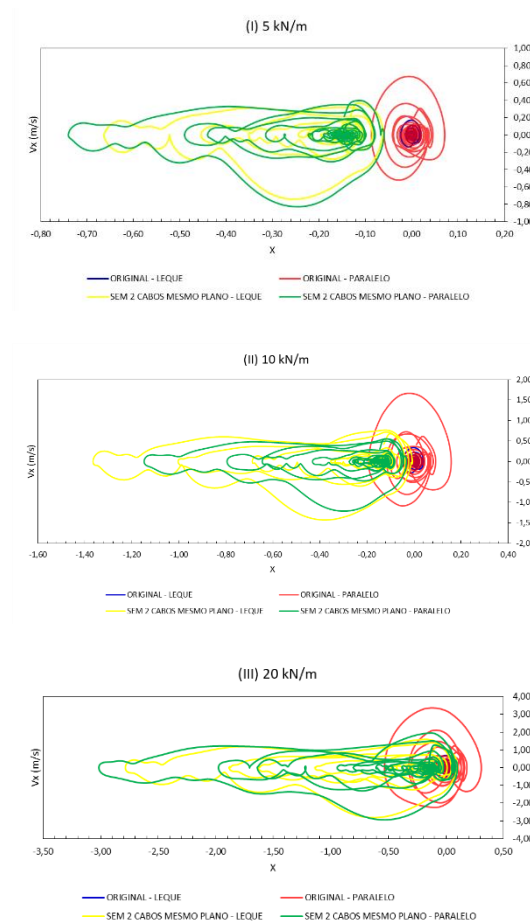 (I) 5 kN/m
1,00
0,80
0,60
0,40
0,20
0,00
-0,20
-0,40
-0,60
-0,80
-1,00
Vx (m/s)
-0,80 -0,70 -0,60 -0,50 -0,40 -0,30 -0,20 -0,10 0,00 0,10 0,20
X
ORIGINAL - LEQUE ORIGINAL - PARALELO
SEM 2 CABOS MESMO PLANO - LEQUE SEM 2 CABOS MESMO PLANO - PARALELO
(II) 10 kN/m
2,00
1,50
1,00
0,50
0,00
-0,50
-1,00
-1,50
-2,00
Vx (m/s)
-1,60 -1,40 -1,20 -1,00 -0,80 -0,60 -0,40 -0,20 0,00 0,20 0,40
X
ORIGINAL - LEQUE ORIGINAL - PARALELO
SEM 2 CABOS MESMO PLANO - LEQUE SEM 2 CABOS MESMO PLANO - PARALELO
(III) 20 kN/m
4,00
3,00
2,00
1,00
0,00
-1,00
-2,00
-3,00
-4,00
Vx (m/s)
-3,50 -3,00 -2,50 -2,00 -1,50 -1,00 -0,50 0,00 0,50
X
ORIGINAL - LEQUE ORIGINAL - PARALELO
SEM 2 CABOS MESMO PLANO - LEQUE SEM 2 CABOS MESMO PLANO - PARALELO